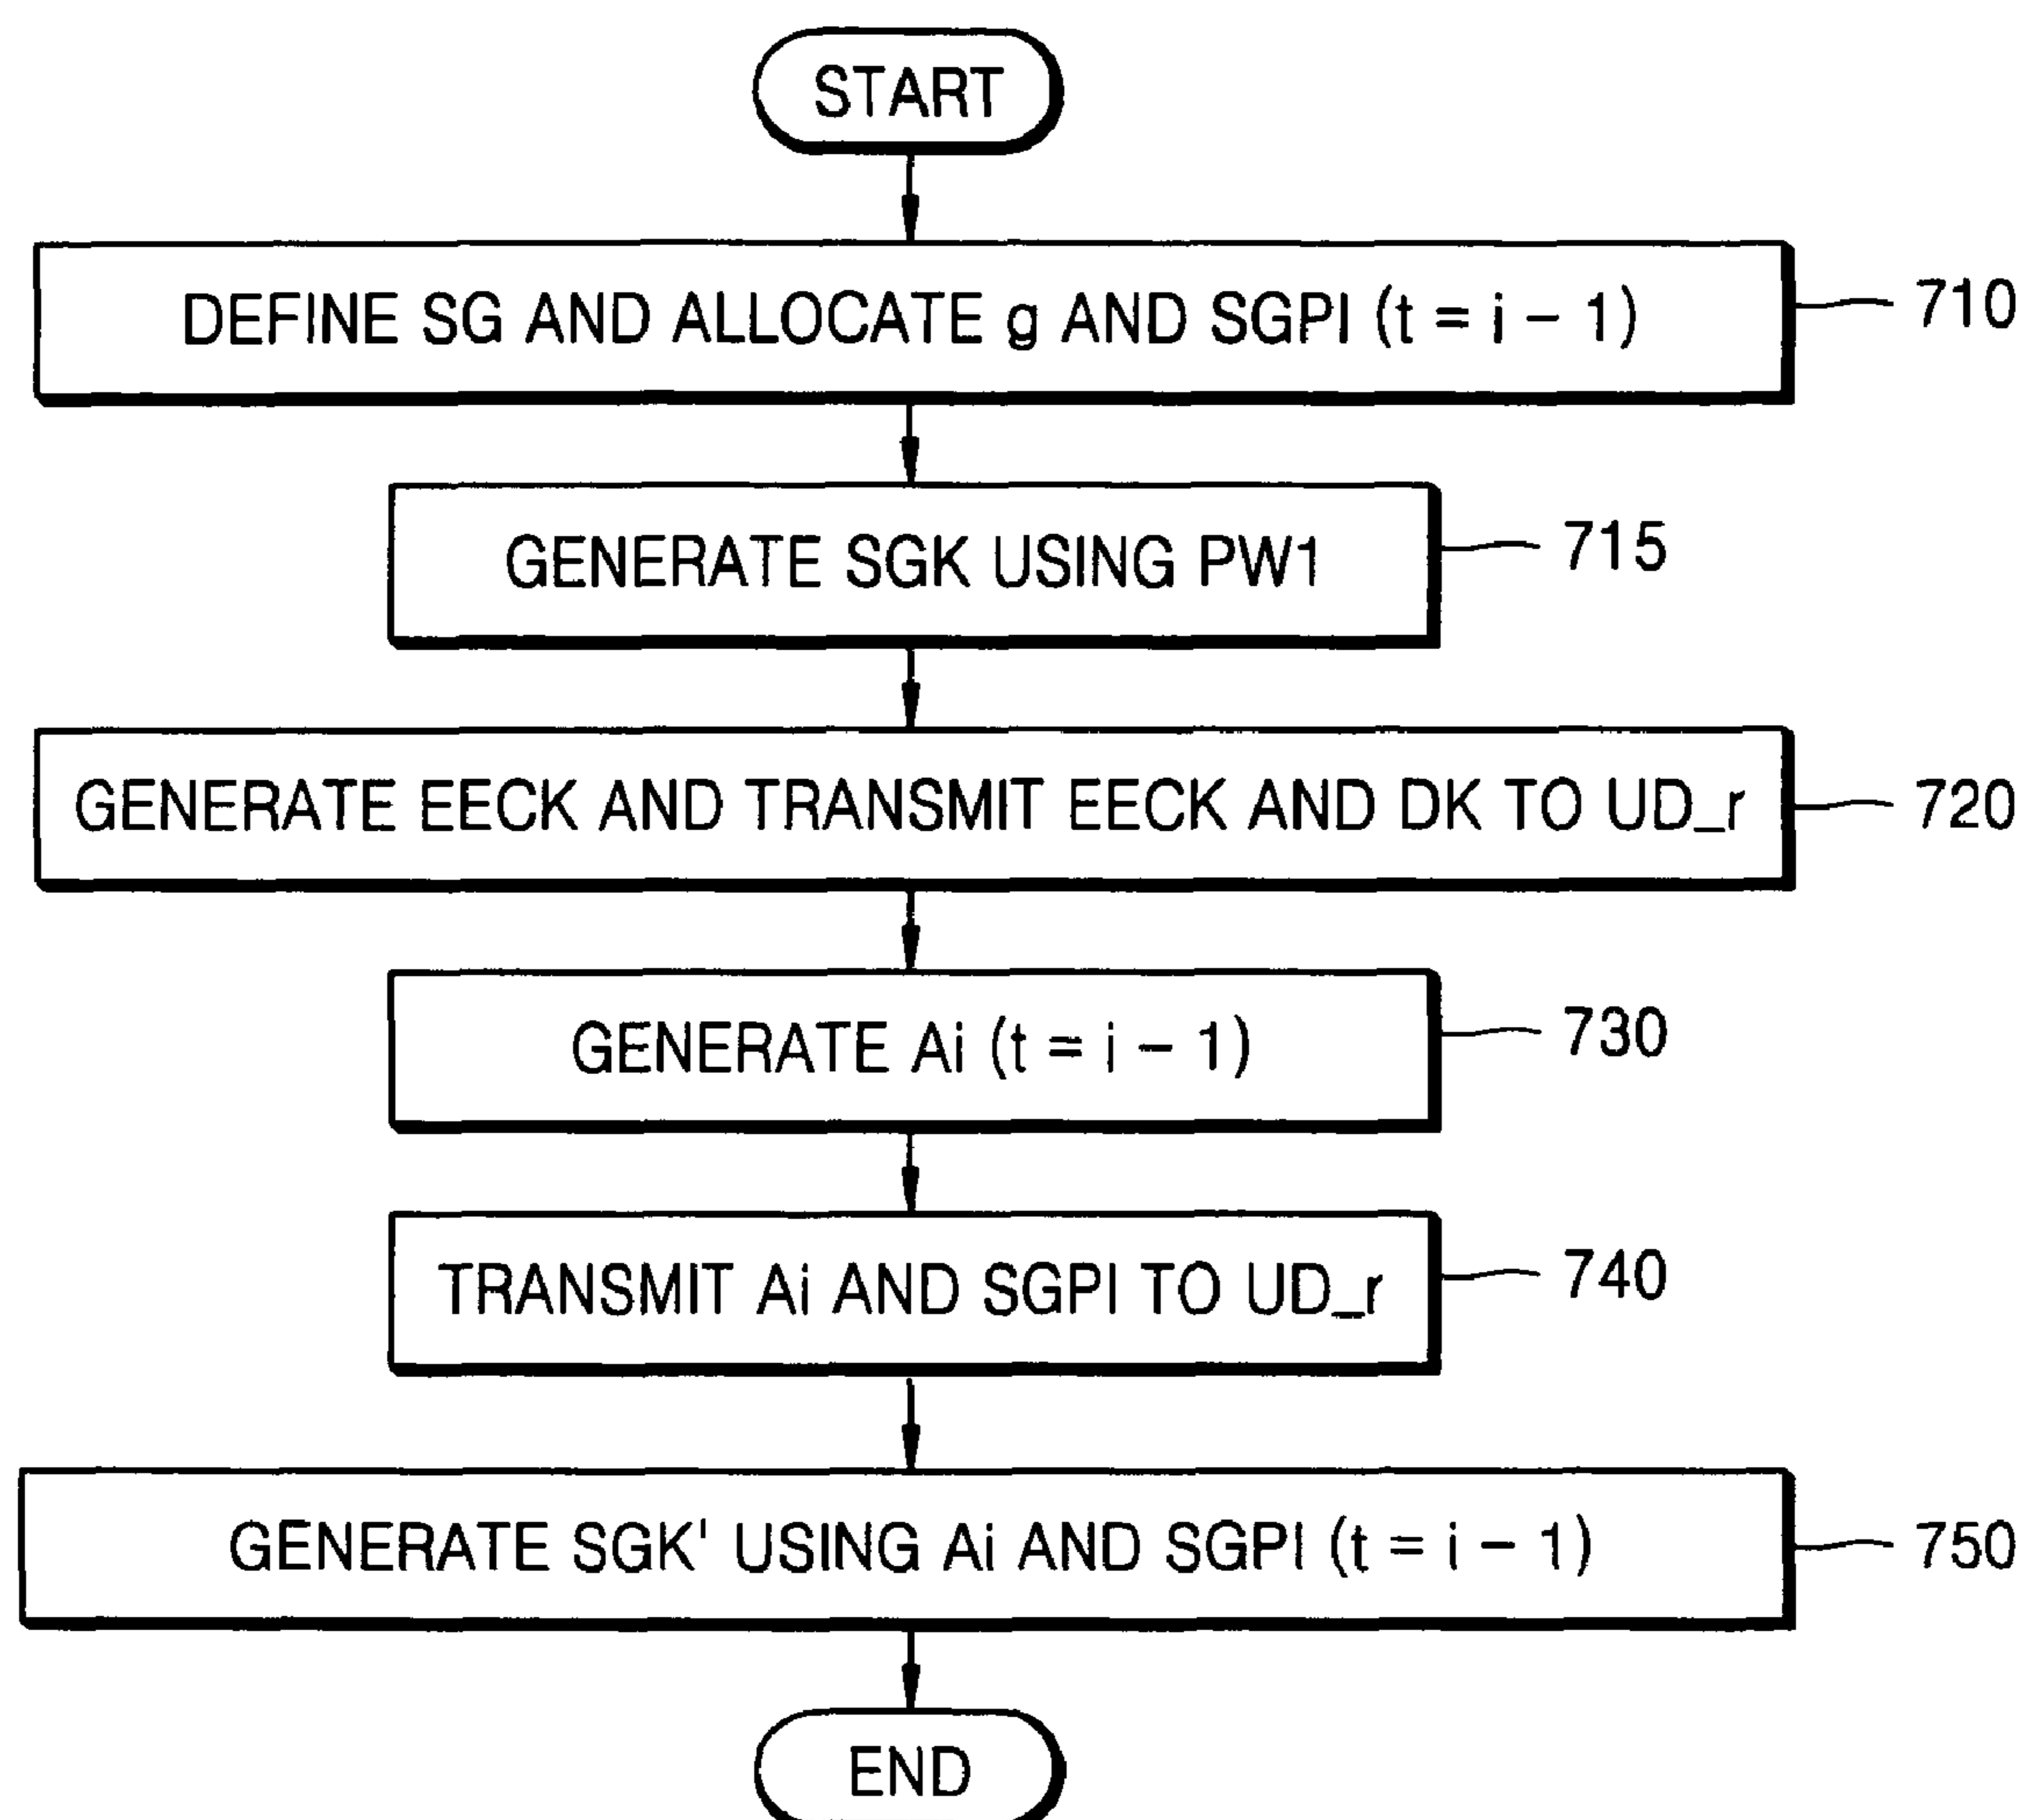 START
DEFINE SG AND ALLOCATE g AND SGPI (t = i – 1)
710
GENERATE SGK USING PW1
715
GENERATE EECK AND TRANSMIT EECK AND DK TO UD_r
720
GENERATE Ai (t = i – 1)
730
TRANSMIT Ai AND SGPI TO UD_r
740
GENERATE SGK' USING Ai AND SGPI (t = i – 1)
750
END